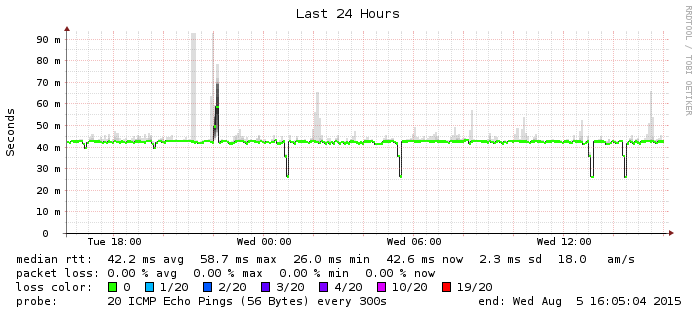 Last 24 Hours
RRDTOOL / TOBI OETIKER
Seconds
90 m
80 m
70 m
60 m
50 m
40 m
30 m
20 m
10 m
0
Tue 18:00 Wed 00:00 Wed 06:00 Wed 12:00
median rtt: 42.2 ms avg 58.7 ms max 26.0 ms min 42.6 ms now 2.3 ms sd 18.0 am/s
packet loss: 0.00 % avg 0.00 % max 0.00 % min 0.00 % now
loss color: 0 1/20 2/20 3/20 4/20 10/20 19/20
probe: 20 ICMP Echo Pings (56 Bytes) every 300s end: Wed Aug 5 16:05:04 2015